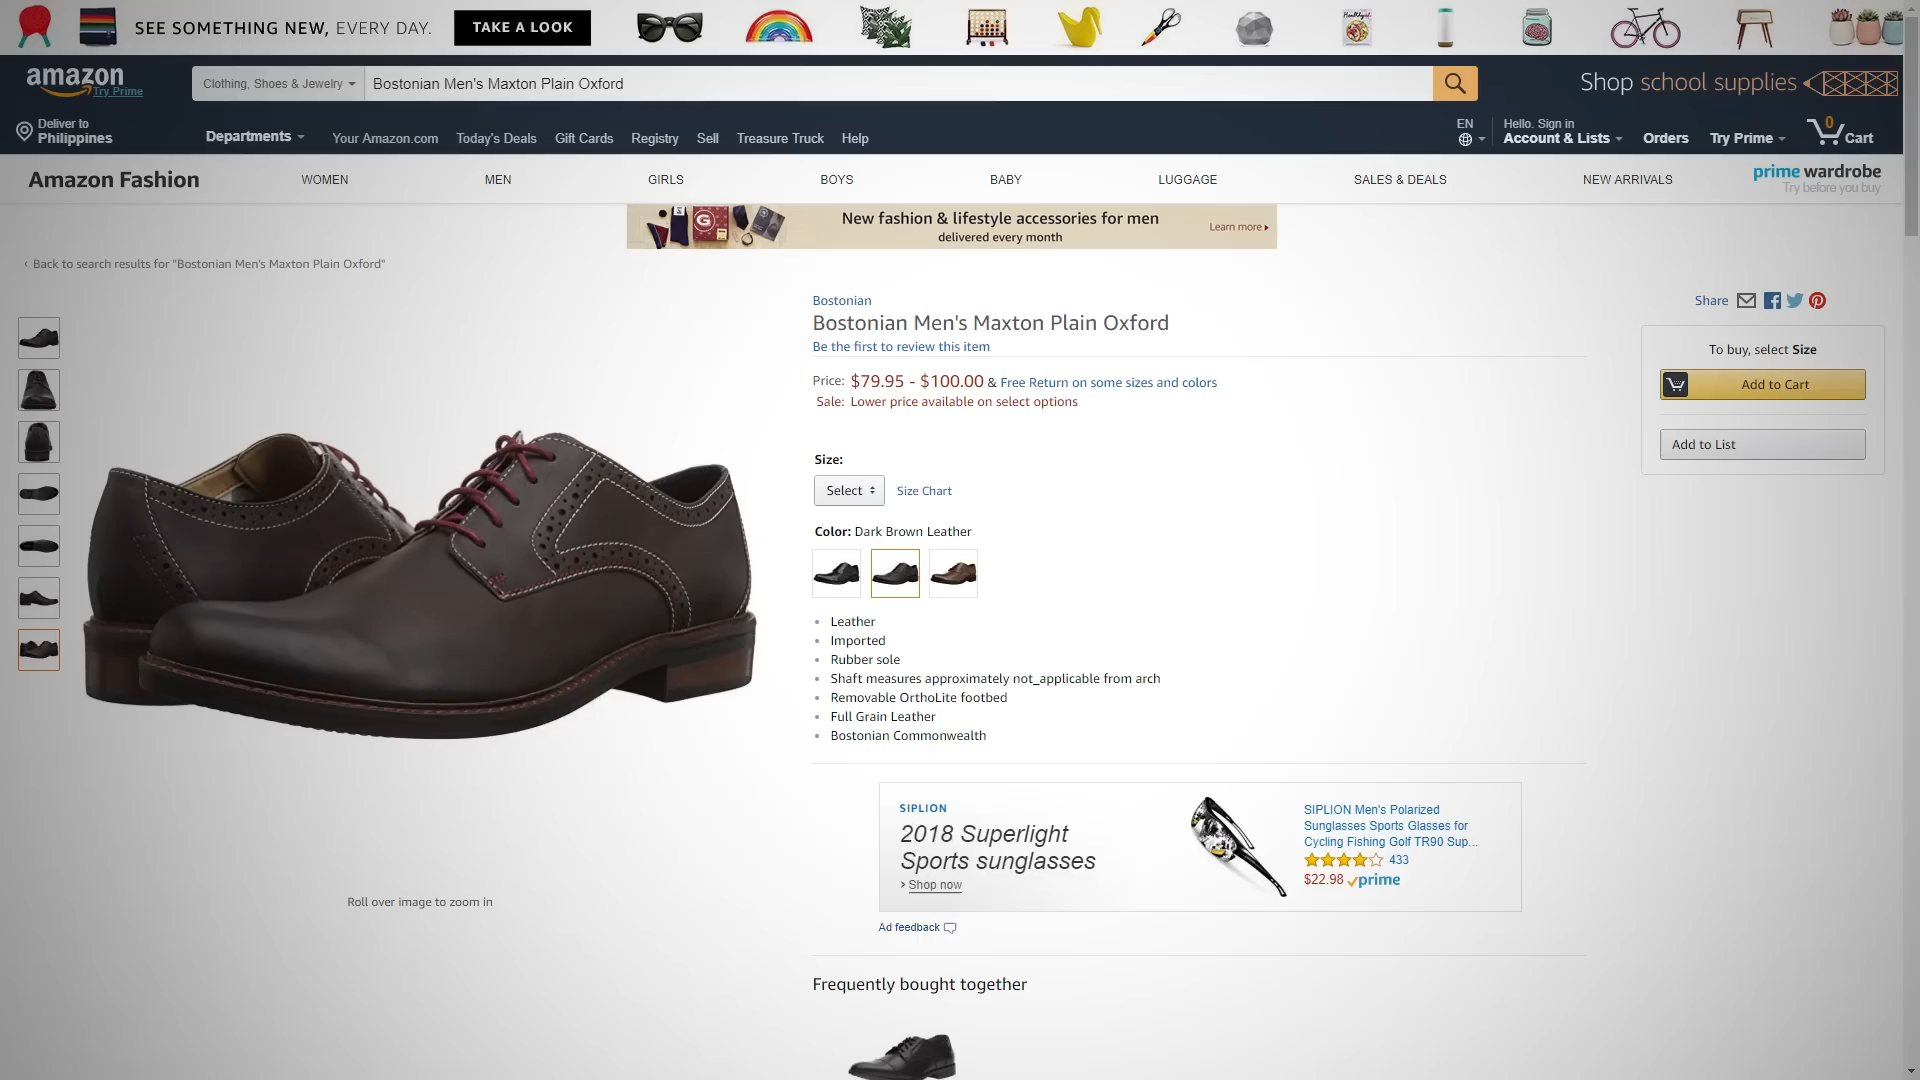 SEE SOMETHING NEW, EVERY DAY.
TAKE A LOOK
amazon
Try Prime
Clothing, Shoes & Jewelry
Bostonian Men's Maxton Plain Oxford
Shop school supplies
Deliver to
Philippines
Departments
Your Amazon.com
Today's Deals
Gift Cards
Registry
Sell
Treasure Truck
Help
EN
Hello. Sign in
Account & Lists
Orders
Try Prime
0
Cart
Amazon Fashion
WOMEN
MEN
GIRLS
BOYS
BABY
LUGGAGE
SALES & DEALS
NEW ARRIVALS
prime wardrobe
Try before you buy
G
New fashion & lifestyle accessories for men
delivered every month
Learn more
‹ Back to search results for "Bostonian Men's Maxton Plain Oxford"
Bostonian
Bostonian Men's Maxton Plain Oxford
Be the first to review this item
Price: $79.95 - $100.00 & Free Return on some sizes and colors
Sale: Lower price available on select options
Size:
Select
Size Chart
Color: Dark Brown Leather
• Leather
• Imported
• Rubber sole
• Shaft measures approximately not_applicable from arch
• Removable OrthoLite footbed
• Full Grain Leather
• Bostonian Commonwealth
Share
To buy, select Size
Add to Cart
Add to List
SIPLION
2018 Superlight
Sports sunglasses
› Shop now
SIPLION Men's Polarized
Sunglasses Sports Glasses for
Cycling Fishing Golf TR90 Sup...
433
$22.98 prime
Ad feedback
Roll over image to zoom in
Frequently bought together